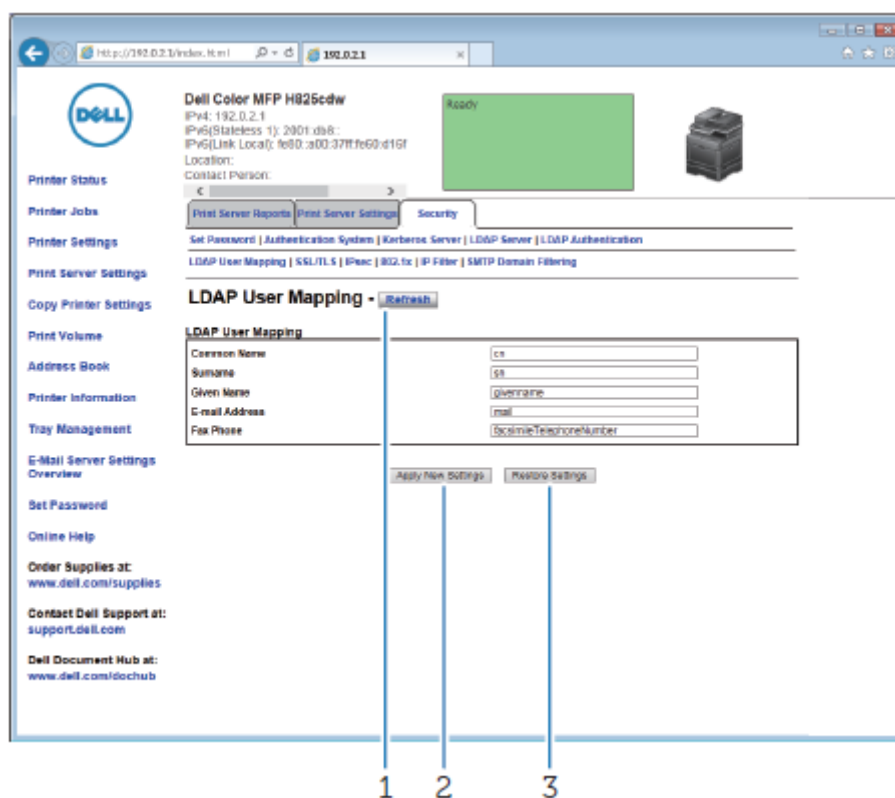 http://192.0.2.1/index.html
192.0.2.1
DELL
Dell Color MFP H825cdw
IPv4: 192.0.2.1
IPv6(Stateless 1): 2001:db8::
IPv6(Link Local): fe80::a00:37ff:fe60:d16f
Location:
Contact Person:
Ready
Printer Status
Printer Jobs
Printer Settings
Print Server Settings
Copy Printer Settings
Print Volume
Address Book
Printer Information
Tray Management
E-Mail Server Settings
Overview
Set Password
Online Help
Order Supplies at:
www.dell.com/supplies
Contact Dell Support at:
support.dell.com
Dell Document Hub at:
www.dell.com/dochub
Print Server Reports Print Server Settings Security
Set Password | Authentication System | Kerberos Server | LDAP Server | LDAP Authentication
LDAP User Mapping | SSL/TLS | IPsec | 802.1x | IP Filter | SMTP Domain Filtering
LDAP User Mapping - Refresh
LDAP User Mapping
Common Name cn
Surname sn
Given Name givenname
E-mail Address mail
Fax Phone facsimileTelephoneNumber
Apply New Settings Restore Settings
1 2 3